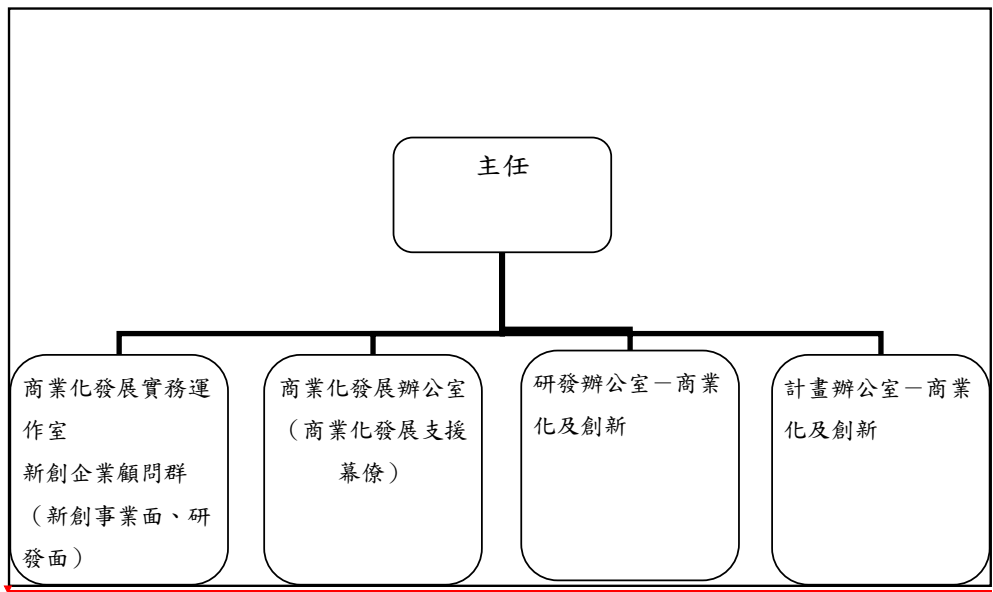 主任
商業化發展實務運
作室
新創企業顧問群
（新創事業面、研
發面）
商業化發展辦公室
（商業化發展支援
幕僚）
研發辦公室－商業
化及創新
計畫辦公室－商業
化及創新